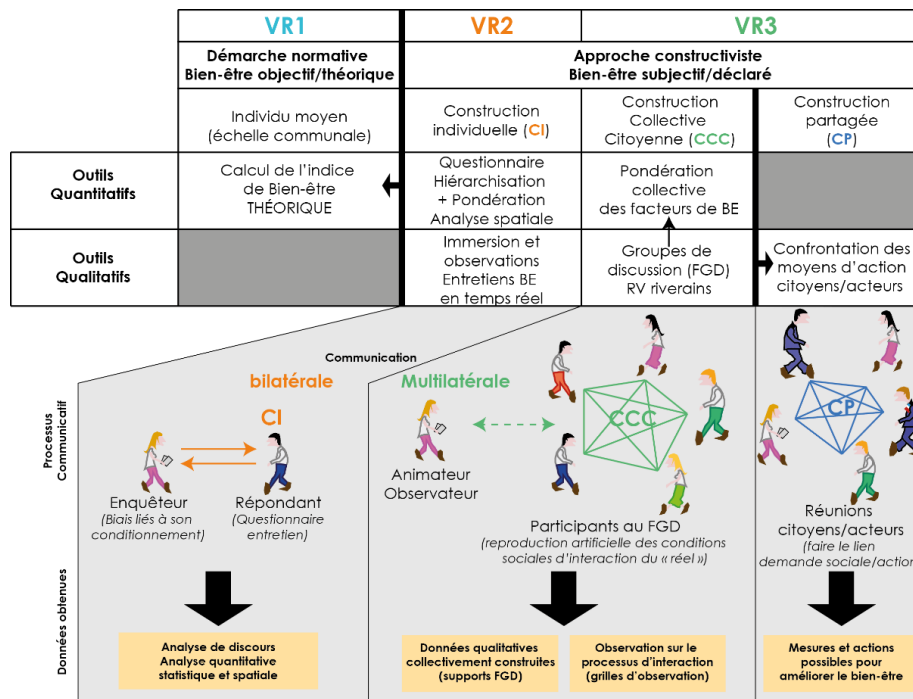 VR1
VR2
VR3
Démarche normative
Bien-être objectif/théorique
Approche constructiviste
Bien-être subjectif/déclaré
Individu moyen
(échelle communale)
Construction
individuelle (CI)
Construction
Collective
Citoyenne (CCC)
Construction
partagée
(CP)
Outils
Quantitatifs
Calcul de l'indice
de Bien-être
THÉORIQUE
Questionnaire
Hiérarchisation
+ Pondération
Analyse spatiale
Pondération
collective
des facteurs de BE
Outils
Qualitatifs
Immersion et
observations
Entretiens BE
en temps réel
Groupes de
discussion (FGD)
RV riverains
Confrontation des
moyens d'action
citoyens/acteurs
Communication
bilatérale
Multilatérale
Processus
Communicatif
CI
CCC
CP
Enquêteur
(Biais liés à son
conditionnement)
Répondant
(Questionnaire
entretien)
Animateur
Observateur
Participants au FGD
(reproduction artificielle des conditions
sociales d'interaction du « réel »)
Réunions
citoyens/acteurs
(faire le lien
demande sociale/action
Données obtenues
Analyse de discours
Analyse quantitative
statistique et spatiale
Données qualitatives
collectivement construites
(supports FGD)
Observation sur le
processus d'interaction
(grilles d'observation)
Mesures et actions
possibles pour
améliorer le bien-être